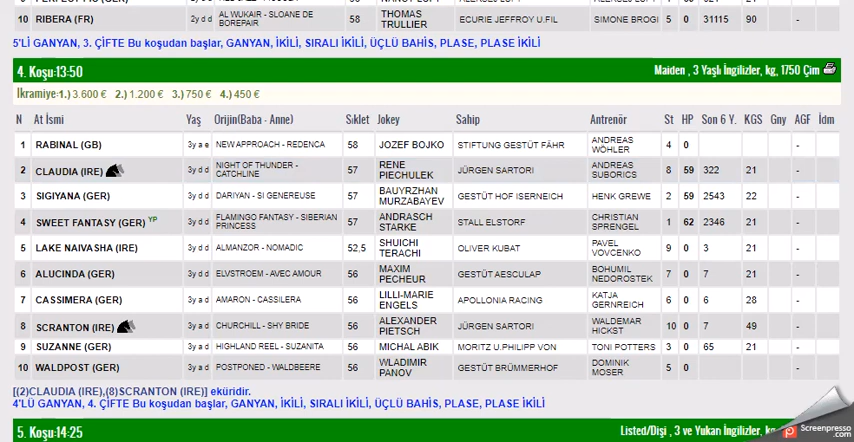 10 RIBERA (FR) 2y d d AL WUKAIR - SLOANE DE BOREPAIR 58 THOMAS TRULLIER ECURIE JEFFROY U.FIL SIMONE BROGI 5 0 31115 90 -
5'Lİ GANYAN, 3. ÇİFTE Bu koşudan başlar, GANYAN, İKİLİ, SIRALI İKİLİ, ÜÇLÜ BAHİS, PLASE, PLASE İKİLİ
4. Koşu:13:50 Maiden , 3 Yaşlı İngilizler, kg, 1750 Çim
İkramiye:1.) 3.600 € 2.) 1.200 € 3.) 750 € 4.) 450 €
N At İsmi Yaş Orijin(Baba - Anne) Sıklet Jokey Sahip Antrenör St HP Son 6 Y. KGS Gny AGF İdm
1 RABINAL (GB) 3y a e NEW APPROACH - REDENCA 58 JOZEF BOJKO STIFTUNG GESTÜT FÄHR ANDREAS WÖHLER 4 0 -
2 CLAUDIA (IRE) 3y d d NIGHT OF THUNDER - CATCHLINE 57 RENE PIECHULEK JÜRGEN SARTORI ANDREAS SUBORICS 8 59 322 21 -
3 SIGIYANA (GER) 3y d d DARIYAN - SI GENEREUSE 57 BAUYRZHAN MURZABAYEV GESTÜT HOF ISERNEICH HENK GREWE 2 59 2543 22 -
4 SWEET FANTASY (GER) YP 3y d d FLAMINGO FANTASY - SIBERIAN PRINCESS 57 ANDRASCH STARKE STALL ELSTORF CHRISTIAN SPRENGEL 1 62 2346 21 -
5 LAKE NAIVASHA (IRE) 3y d d ALMANZOR - NOMADIC 52,5 SHUICHI TERACHI OLIVER KUBAT PAVEL VOVCENKO 9 0 3 21 -
6 ALUCINDA (GER) 3y d d ELVSTROEM - AVEC AMOUR 56 MAXIM PECHEUR GESTÜT AESCULAP BOHUMIL NEDOROSTEK 7 0 7 21 -
7 CASSIMERA (GER) 3y a d AMARON - CASSILERA 56 LILLI-MARIE ENGELS APOLLONIA RACING KATJA GERNREICH 6 0 6 28 -
8 SCRANTON (IRE) 3y a d CHURCHILL - SHY BRIDE 56 ALEXANDER PIETSCH JÜRGEN SARTORI WALDEMAR HICKST 10 0 7 49 -
9 SUZANNE (GER) 3y a d HIGHLAND REEL - SUZANITA 56 MICHAL ABIK MORITZ U.PHILIPP VON TONI POTTERS 3 0 65 21 -
10 WALDPOST (GER) 3y a d POSTPONED - WALDBEERE 56 WLADIMIR PANOV GESTÜT BRÜMMERHOF DOMINIK MOSER 5 0 -
[(2)CLAUDIA (IRE),(8)SCRANTON (IRE)] eküridir.
4'LÜ GANYAN, 4. ÇİFTE Bu koşudan başlar, GANYAN, İKİLİ, SIRALI İKİLİ, ÜÇLÜ BAHİS, PLASE, PLASE İKİLİ
5. Koşu:14:25 Listed/Dişi , 3 ve Yukarı İngilizler, kg,
Screenpresso.com